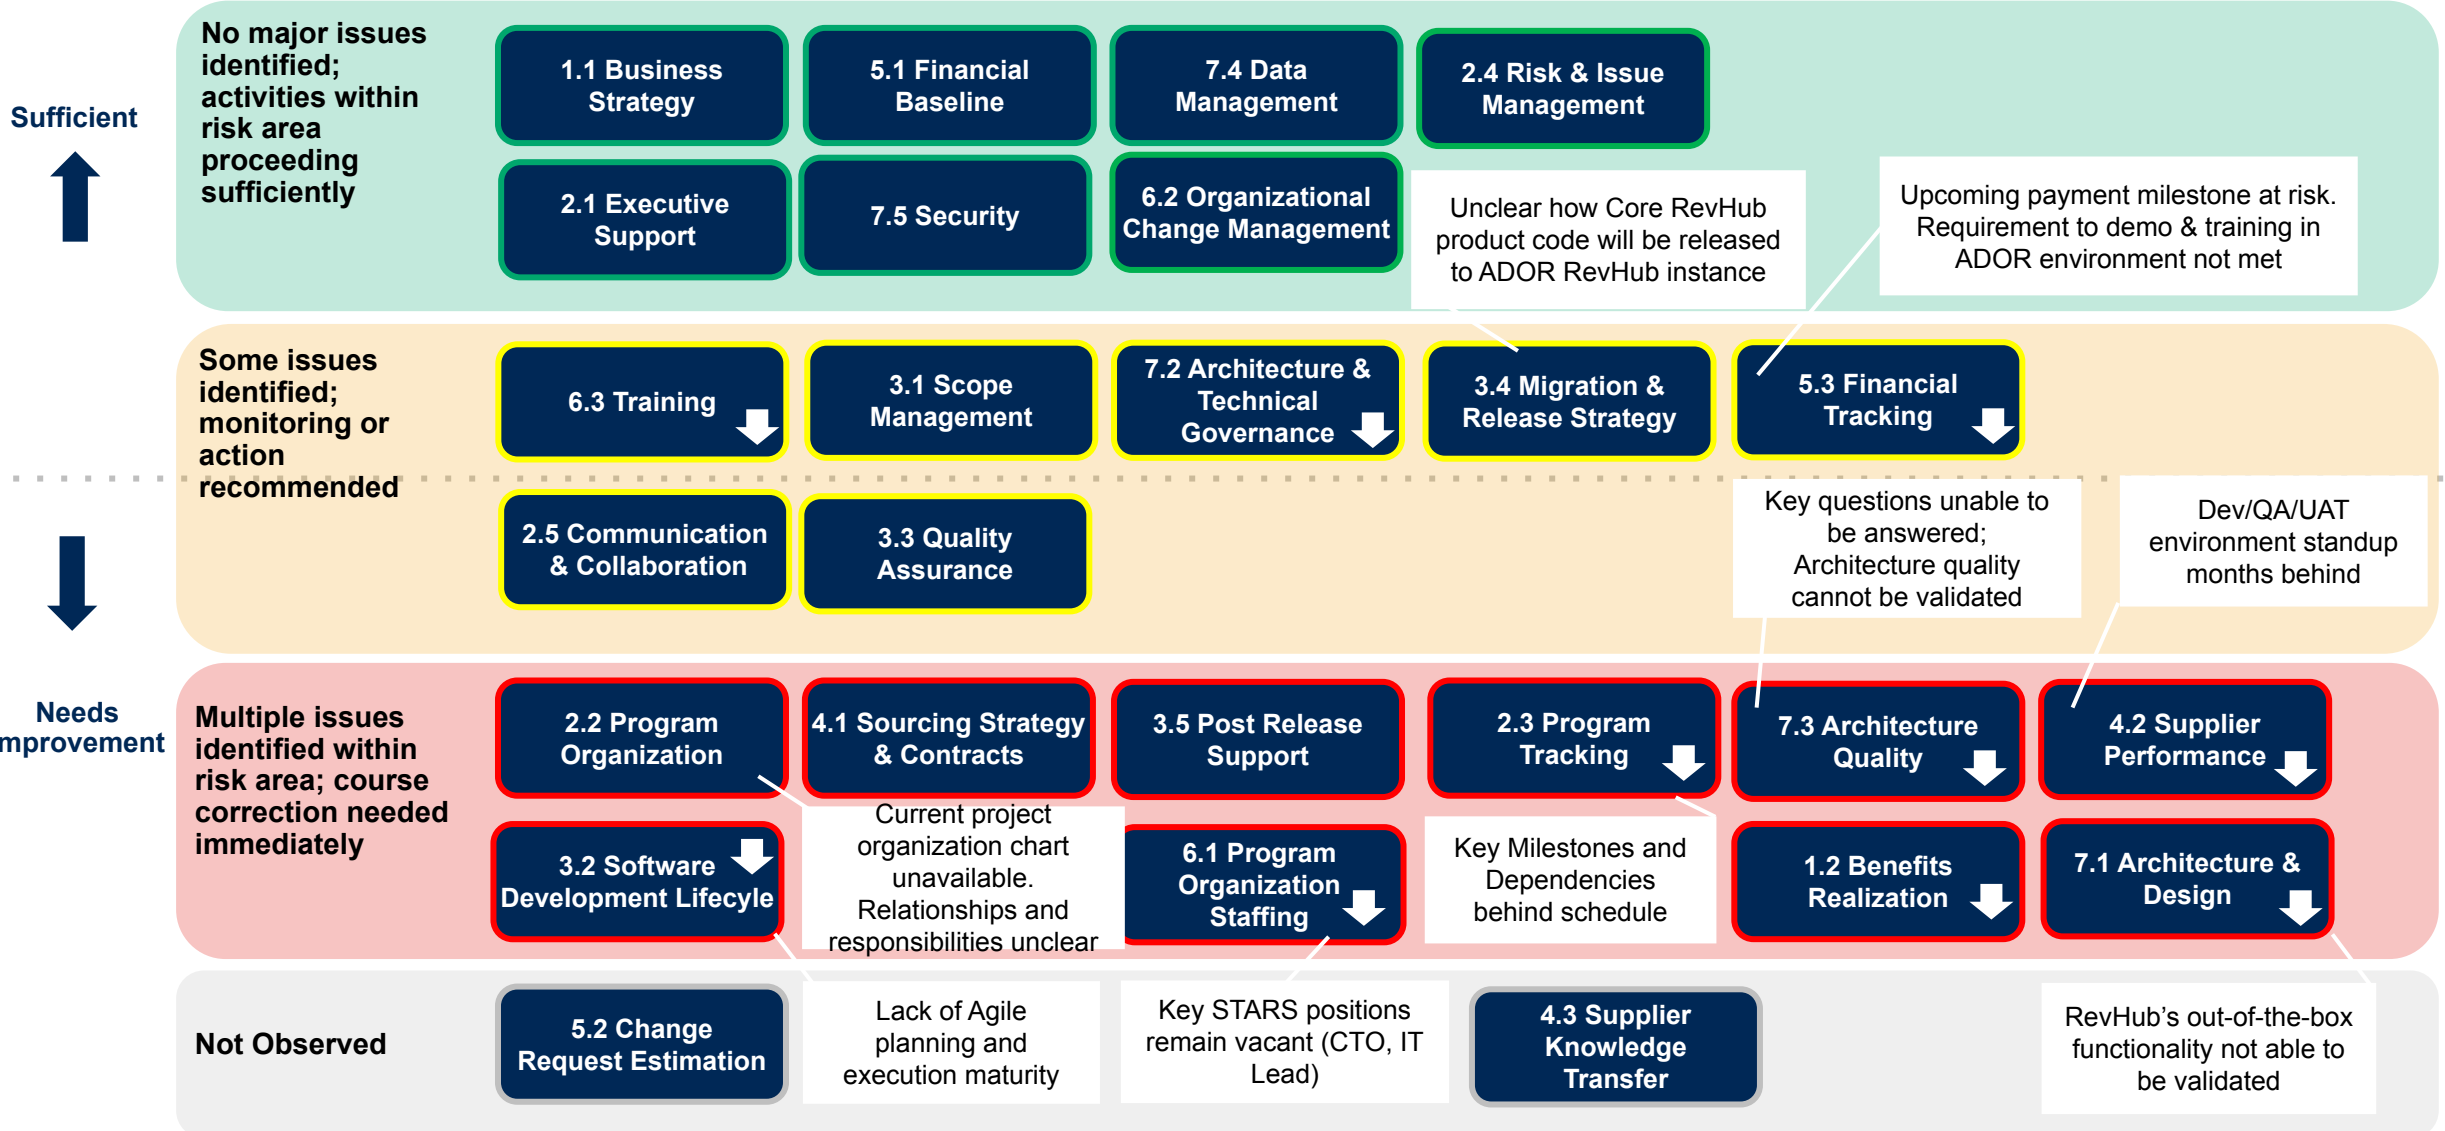 Sufficient
No major issues
identified;
activities within
risk area
proceeding
sufficiently
1.1 Business
Strategy
5.1 Financial
Baseline
7.4 Data
Management
2.4 Risk & Issue
Management
2.1 Executive
Support
7.5 Security
6.2 Organizational
Change Management
Unclear how Core RevHub
product code will be released
to ADOR RevHub instance
Upcoming payment milestone at risk.
Requirement to demo & training in
ADOR environment not met
Some issues
identified;
monitoring or
action
recommended
6.3 Training
3.1 Scope
Management
7.2 Architecture &
Technical
Governance
3.4 Migration &
Release Strategy
5.3 Financial
Tracking
2.5 Communication
& Collaboration
3.3 Quality
Assurance
Key questions unable to
be answered;
Architecture quality
cannot be validated
Dev/QA/UAT
environment standup
months behind
Needs
mprovement
Multiple issues
identified within
risk area; course
correction needed
immediately
2.2 Program
Organization
4.1 Sourcing Strategy
& Contracts
3.5 Post Release
Support
2.3 Program
Tracking
7.3 Architecture
Quality
4.2 Supplier
Performance
3.2 Software
Development Lifecyle
Current project
organization chart
unavailable.
Relationships and
responsibilities unclear
6.1 Program
Organization
Staffing
Key Milestones and
Dependencies
behind schedule
1.2 Benefits
Realization
7.1 Architecture &
Design
Not Observed
5.2 Change
Request Estimation
Lack of Agile
planning and
execution maturity
Key STARS positions
remain vacant (CTO, IT
Lead)
4.3 Supplier
Knowledge
Transfer
RevHub's out-of-the-box
functionality not able to
be validated